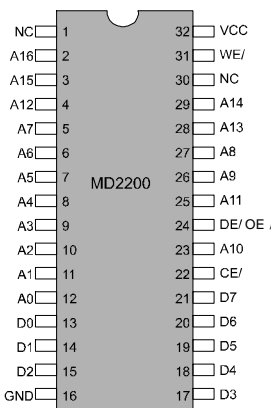 NC 1 32 VCC
A16 2 31 WE/
A15 3 30 NC
A12 4 29 A14
A7 5 28 A13
A6 6 27 A8
A5 7 26 A9
MD2200
A4 8 25 A11
A3 9 24 DE/ OE /
A2 10 23 A10
A1 11 22 CE/
A0 12 21 D7
D0 13 20 D6
D1 14 19 D5
D2 15 18 D4
GND 16 17 D3